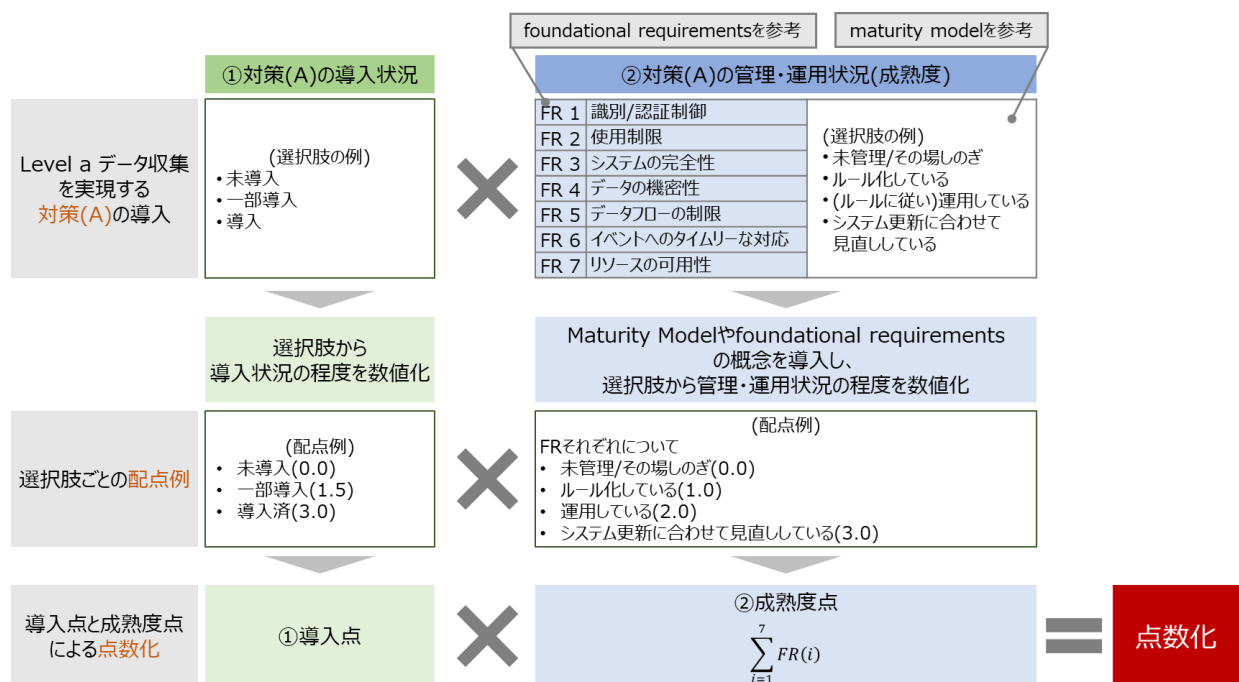 foundational requirementsを参考
maturity modelを参考
①対策(A)の導入状況
②対策(A)の管理・運用状況(成熟度)
Level a データ収集
を実現する
対策(A)の導入
(選択肢の例)
・未導入
・一部導入
・導入
FR 1 識別/認証制御
FR 2 使用制限
FR 3 システムの完全性
FR 4 データの機密性
FR 5 データフローの制限
FR 6 イベントへのタイムリーな対応
FR 7 リソースの可用性
(選択肢の例)
・未管理/その場しのぎ
・ルール化している
・(ルールに従い)運用している
・システム更新に合わせて
見直ししている
選択肢から
導入状況の程度を数値化
Maturity Modelやfoundational requirements
の概念を導入し、
選択肢から管理・運用状況の程度を数値化
選択肢ごとの配点例
(配点例)
• 未導入(0.0)
• 一部導入(1.5)
• 導入済(3.0)
(配点例)
FRそれぞれについて
• 未管理/その場しのぎ(0.0)
• ルール化している(1.0)
• 運用している(2.0)
• システム更新に合わせて見直ししている(3.0)
導入点と成熟度点
による点数化
①導入点
②成熟度点
7
∑ FR(i)
i=1
点数化